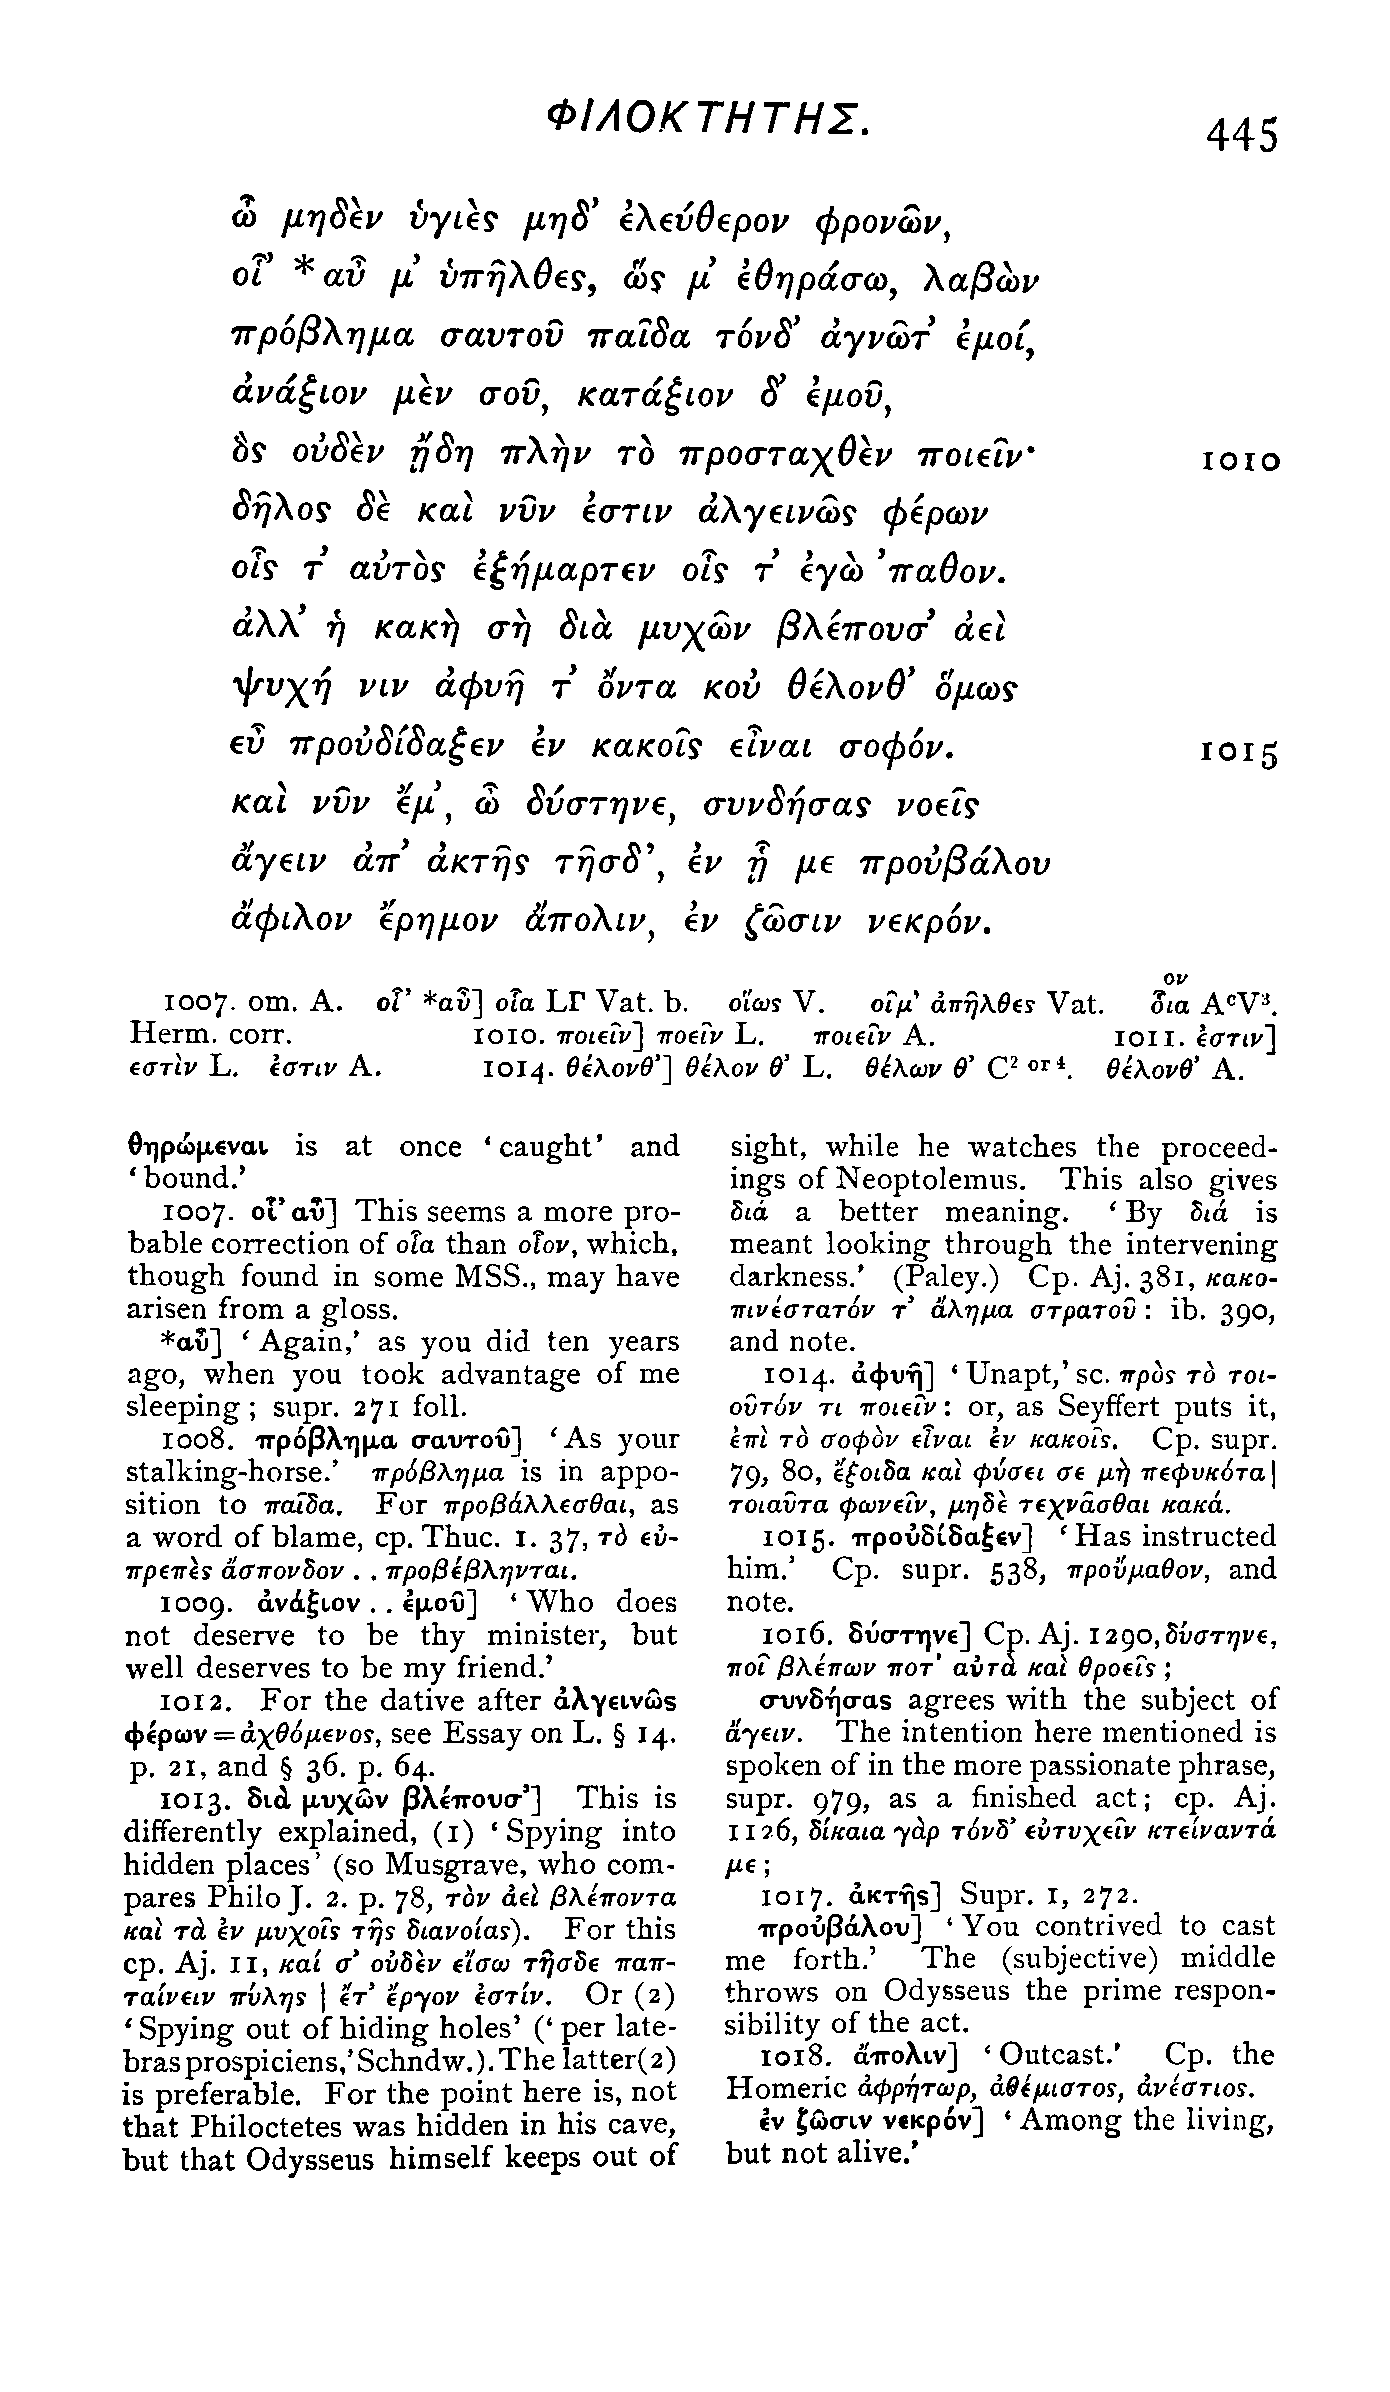 ΦΙΛΟΚΤΗΤΗΣ.
445
ὦ μηδὲν ὑγιὲς μηδ’ ἐλεύθερον φρονῶν,
οἷ’ *αὖ μ’ ὑπῆλθες, ὥς μ’ ἐθηράσω, λαβὼν
πρόβλημα σαυτοῦ παῖδα τόνδ’ ἀγνῶτ’ ἐμοί,
ἀνάξιον μὲν σοῦ, κατάξιον δ’ ἐμοῦ,
ὃς οὐδὲν ᾔδη πλὴν τὸ προσταχθὲν ποιεῖν· 1010
δῆλος δὲ καὶ νῦν ἐστιν ἀλγεινῶς φέρων
οἷς τ’ αὐτὸς ἐξήμαρτεν οἷς τ’ ἐγὼ ’παθον.
ἀλλ’ ἡ κακὴ σὴ διὰ μυχῶν βλέπουσ’ ἀεὶ
ψυχή νιν ἀφυῆ τ’ ὄντα κοὐ θέλονθ’ ὅμως
εὖ προὐδίδαξεν ἐν κακοῖς εἶναι σοφόν. 1015
καὶ νῦν ἔμ’, ὦ δύστηνε, συνδήσας νοεῖς
ἄγειν ἀπ’ ἀκτῆς τῆσδ’, ἐν ᾗ με προὐβάλου
ἄφιλον ἔρημον ἄπολιν, ἐν ζῶσιν νεκρόν.
ον
1007. om. A. οἷ’ *αὖ] οἷα LΓ Vat. b. οἵως V. οἷμ’ ἀπῆλθες Vat. δῖα AᶜV³.
Herm. corr. 1010. ποιεῖν] ποεῖν L. ποιεῖν A. 1011. ἐστιν]
εστὶν L. ἐστιν A. 1014. θέλονθ’] θέλον θ’ L. θέλων θ’ C² ᵒʳ ⁴. θέλονθ’ A.
θηρώμεναι is at once ‘caught’ and
‘bound.’
1007. οἷ’ αὖ] This seems a more pro-
bable correction of οἷα than οἷον, which,
though found in some MSS., may have
arisen from a gloss.
*αὖ] ‘Again,’ as you did ten years
ago, when you took advantage of me
sleeping; supr. 271 foll.
1008. πρόβλημα σαυτοῦ] ‘As your
stalking-horse.’ πρόβλημα is in appo-
sition to παῖδα. For προβάλλεσθαι, as
a word of blame, cp. Thuc. 1. 37, τὸ εὐ-
πρεπὲς ἄσπονδον . . προβέβληνται.
1009. ἀνάξιον . . ἐμοῦ] ‘Who does
not deserve to be thy minister, but
well deserves to be my friend.’
1012. For the dative after ἀλγεινῶς
φέρων = ἀχθόμενος, see Essay on L. § 14.
p. 21, and § 36. p. 64.
1013. διὰ μυχῶν βλέπουσ’] This is
differently explained, (1) ‘Spying into
hidden places’ (so Musgrave, who com-
pares Philo J. 2. p. 78, τὸν ἀεὶ βλέποντα
καὶ τὰ ἐν μυχοῖς τῆς διανοίας). For this
cp. Aj. 11, καί σ’ οὐδὲν εἴσω τῆσδε παπ-
ταίνειν πύλης | ἔτ’ ἔργον ἐστίν. Or (2)
‘Spying out of hiding holes’ (‘per late-
bras prospiciens,’ Schndw.). The latter (2)
is preferable. For the point here is, not
that Philoctetes was hidden in his cave,
but that Odysseus himself keeps out of
sight, while he watches the proceed-
ings of Neoptolemus. This also gives
διά a better meaning. ‘By διά is
meant looking through the intervening
darkness.’ (Paley.) Cp. Aj. 381, κακο-
πινέστατόν τ’ ἄλημα στρατοῦ: ib. 390,
and note.
1014. ἀφυῆ] ‘Unapt,’ sc. πρὸς τὸ τοι-
οῦτόν τι ποιεῖν: or, as Seyffert puts it,
ἐπὶ τὸ σοφὸν εἶναι ἐν κακοῖς. Cp. supr.
79, 80, ἔξοιδα καὶ φύσει σε μὴ πεφυκότα |
τοιαῦτα φωνεῖν, μηδὲ τεχνᾶσθαι κακά.
1015. προὐδίδαξεν] ‘Has instructed
him.’ Cp. supr. 538, προὔμαθον, and
note.
1016. δύστηνε] Cp. Aj. 1290, δύστηνε,
ποῖ βλέπων ποτ’ αὐτὰ καὶ θροεῖς;
συνδήσας agrees with the subject of
ἄγειν. The intention here mentioned is
spoken of in the more passionate phrase,
supr. 979, as a finished act; cp. Aj.
1126, δίκαια γὰρ τόνδ’ εὐτυχεῖν κτείναντά
με;
1017. ἀκτῆς] Supr. 1, 272.
προὐβάλου] ‘You contrived to cast
me forth.’ The (subjective) middle
throws on Odysseus the prime respon-
sibility of the act.
1018. ἄπολιν] ‘Outcast.’ Cp. the
Homeric ἀφρήτωρ, ἀθέμιστος, ἀνέστιος.
ἐν ζῶσιν νεκρόν] ‘Among the living,
but not alive.’